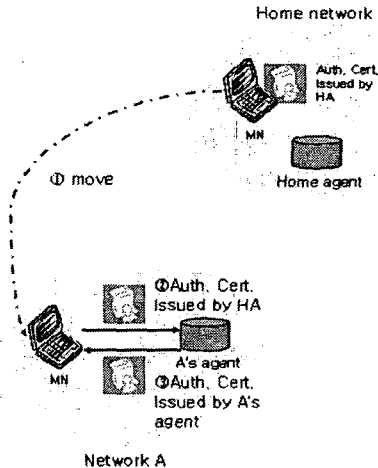 Home network
Auth, Cert,
Issued by
HA
MN
Home agent
① move
②Auth, Cert.
Issued by HA
MN
A's agent
③Auth, Cert.
Issued by A's
agent
Network A